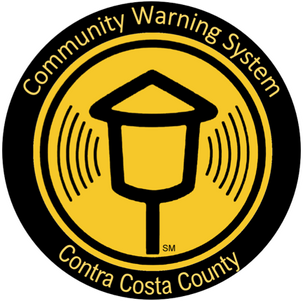 Community Warning System
SM
Contra Costa County